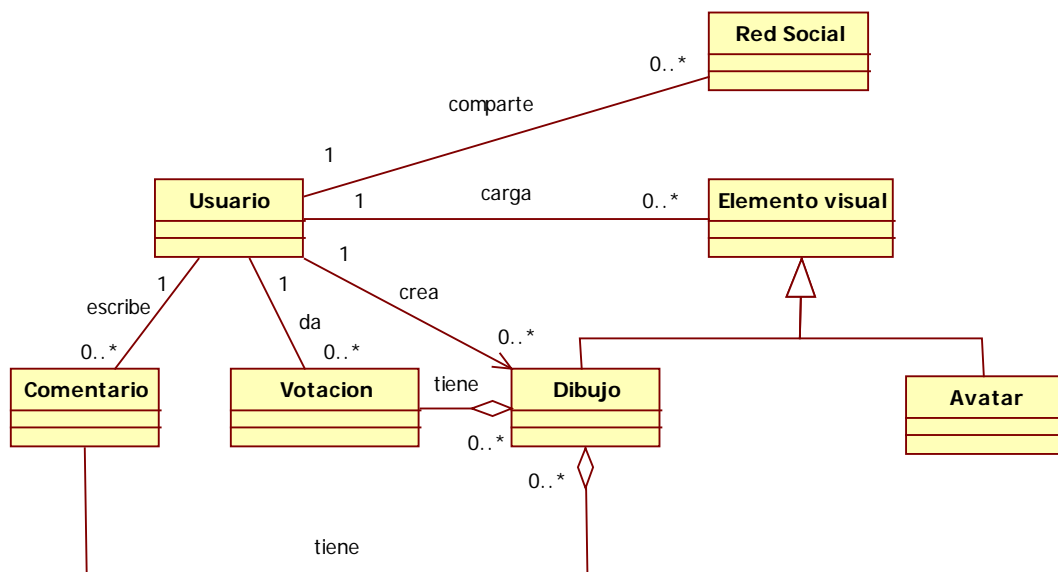 Red Social
0..*
comparte
1
Usuario
1
carga
0..*
Elemento visual
1
1
1
escribe
da
crea
0..*
0..*
0..*
Comentario
Votacion
tiene
Dibujo
Avatar
0..*
0..*
tiene